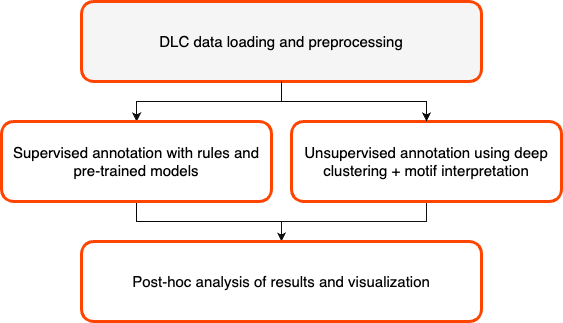 DLC data loading and preprocessing
Supervised annotation with rules and
pre-trained models
Unsupervised annotation using deep
clustering + motif interpretation
Post-hoc analysis of results and visualization